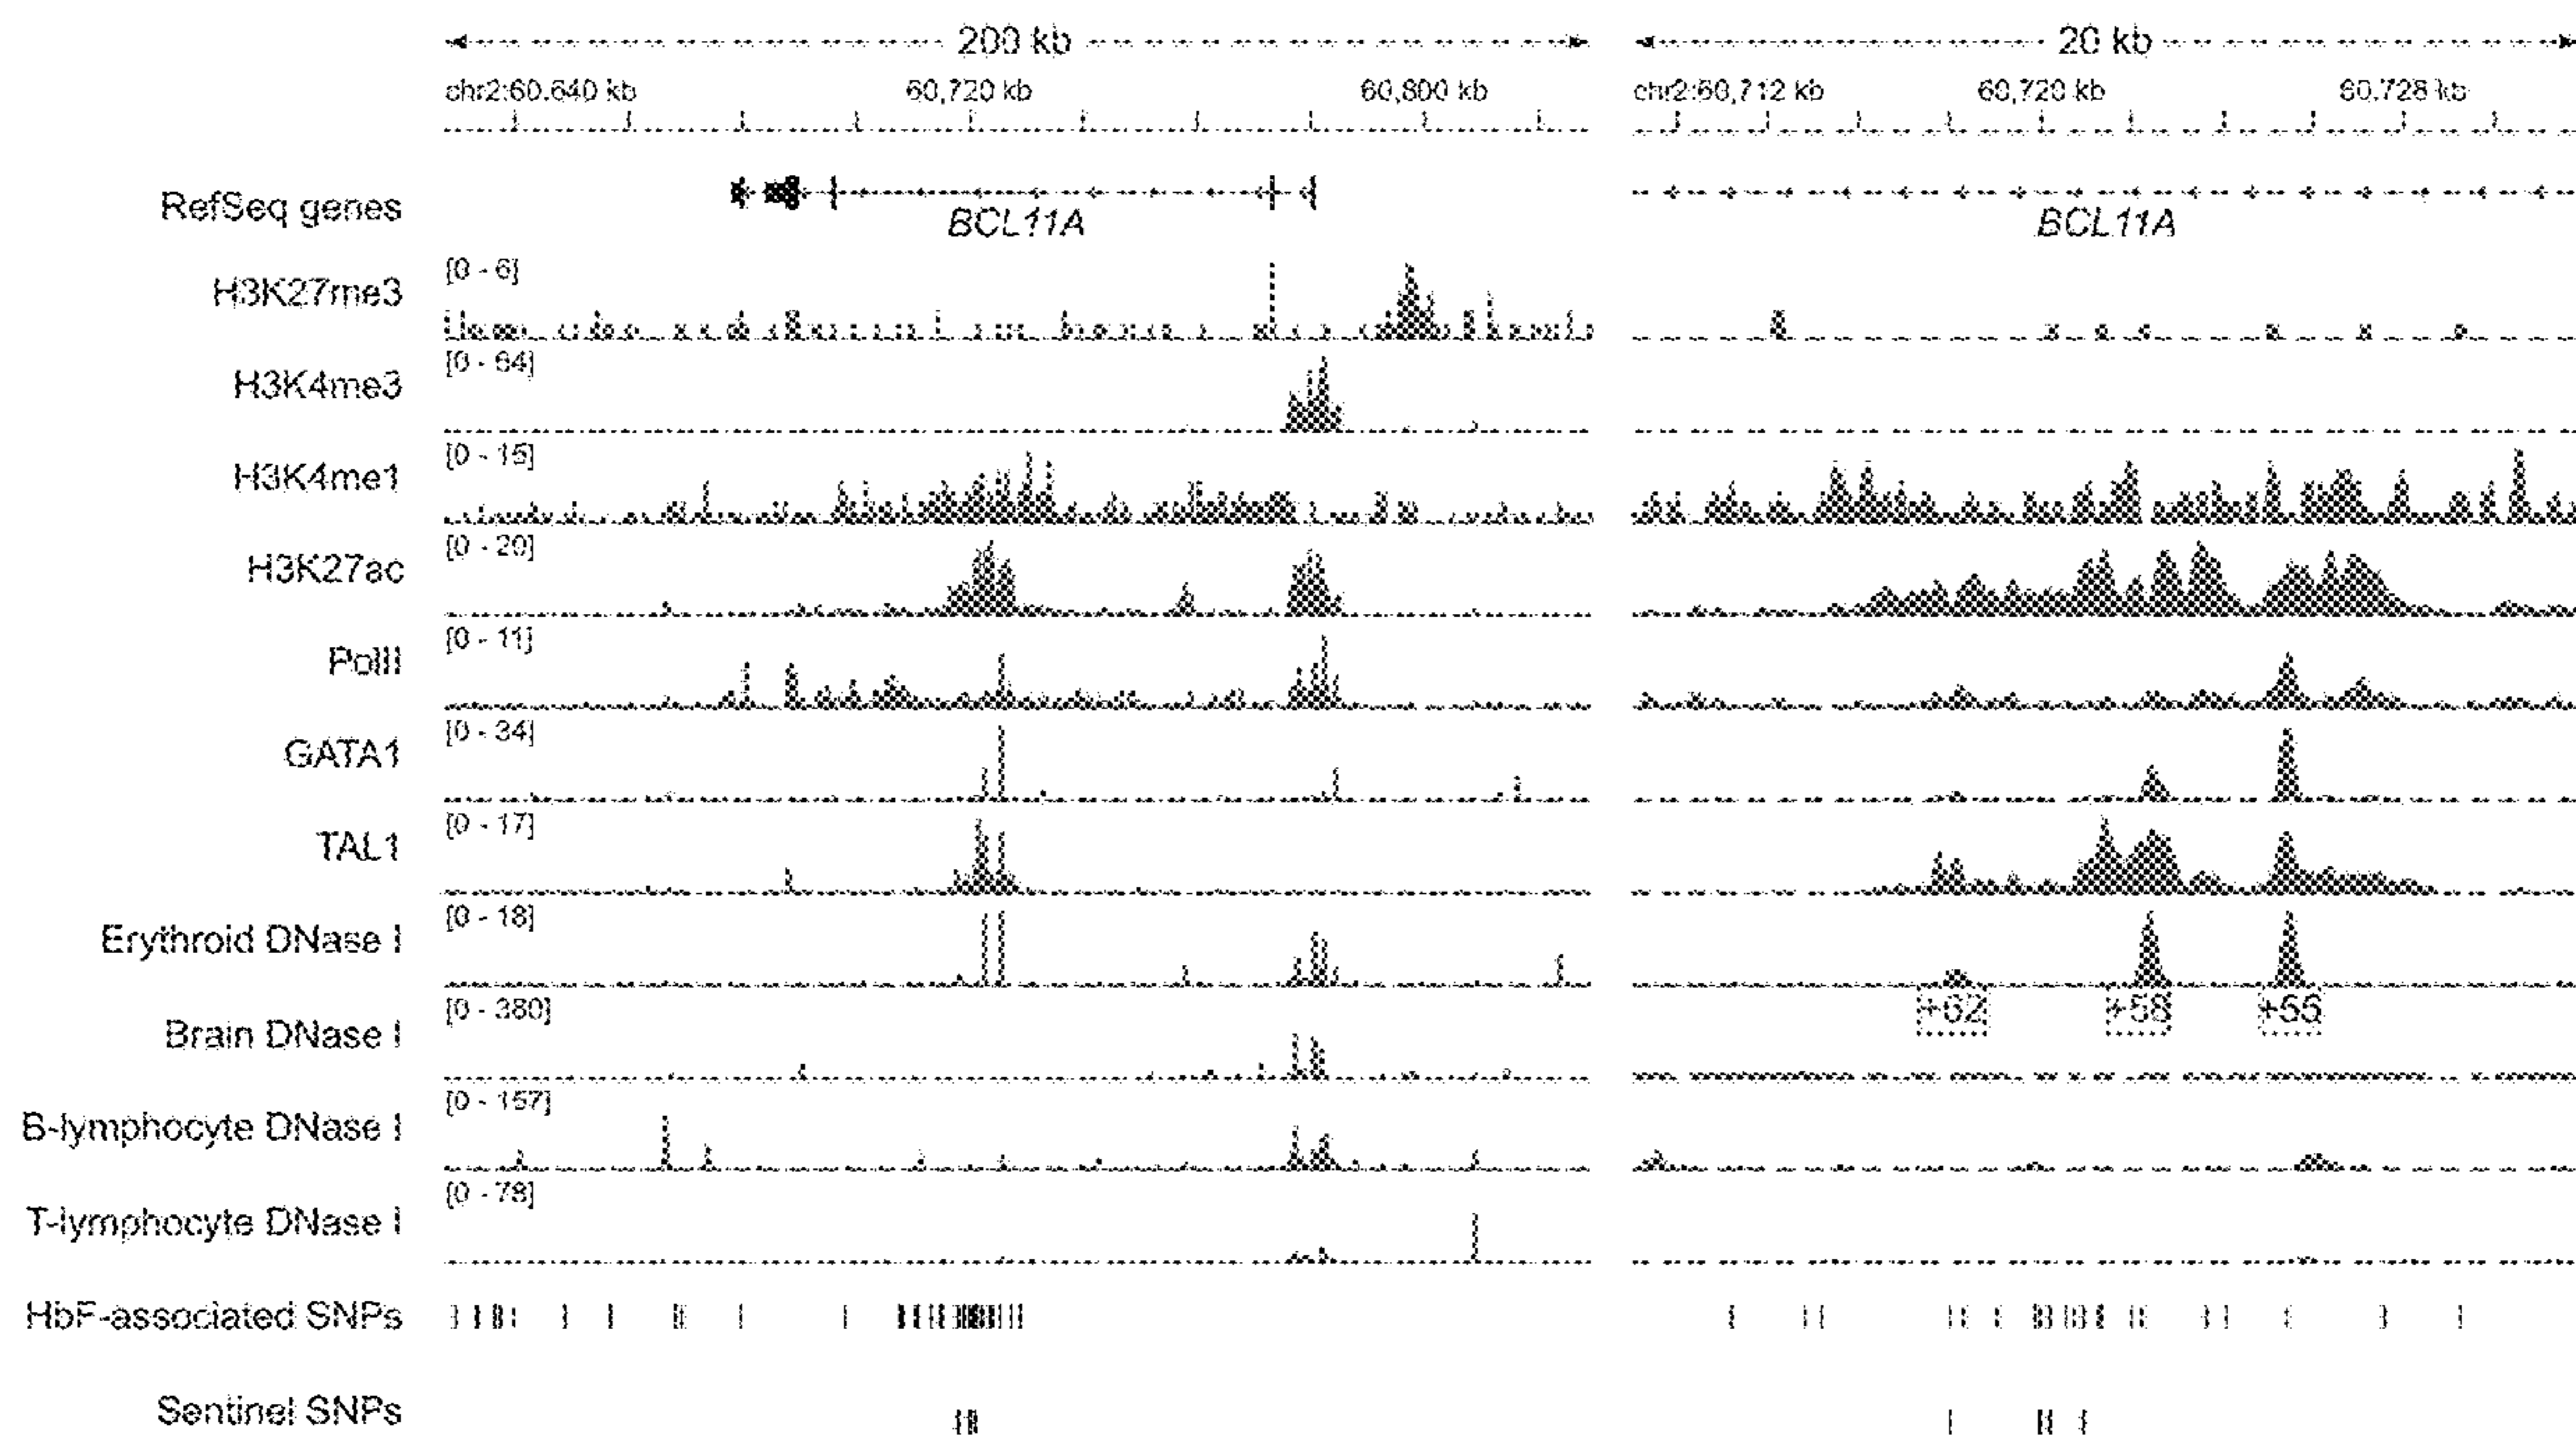 200 kb 20 kb
chr2:60,640 kb 60,720 kb 60,800 kb chr2:60,712 kb 60,720 kb 60,728 kb
RefSeq genes
BCL11A BCL11A
H3K27me3 [0 - 6]
H3K4me3 [0 - 64]
H3K4me1 [0 - 15]
H3K27ac [0 - 20]
PolII [0 - 11]
GATA1 [0 - 34]
TAL1 [0 - 17]
Erythroid DNase I [0 - 18]
+62 +58 +55
Brain DNase I [0 - 380]
B-lymphocyte DNase I [0 - 157]
T-lymphocyte DNase I [0 - 78]
HbF-associated SNPs
Sentinel SNPs